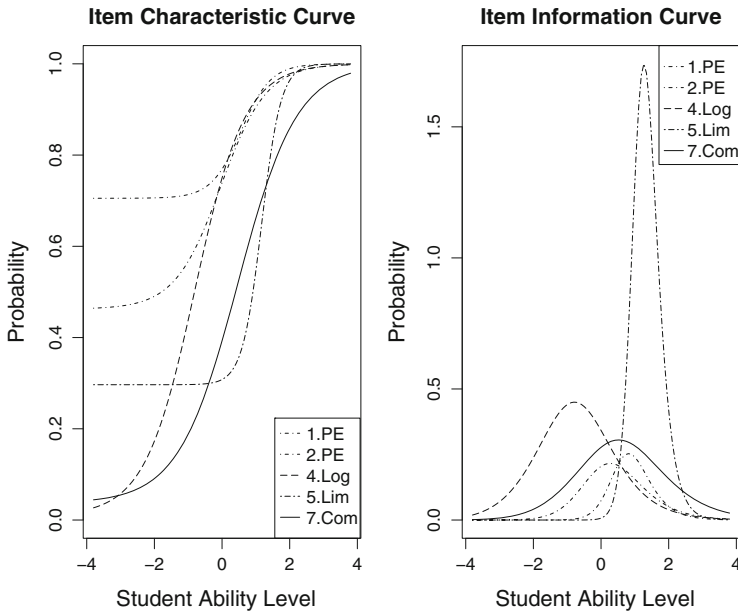 Item Characteristic Curve
Probability
1.0
0.8
0.6
0.4
0.2
0.0
1.PE
2.PE
4.Log
5.Lim
7.Com
−4
−2
0
2
4
Student Ability Level
Item Information Curve
Probability
1.5
1.0
0.5
0.0
1.PE
2.PE
4.Log
5.Lim
7.Com
−4
−2
0
2
4
Student Ability Level